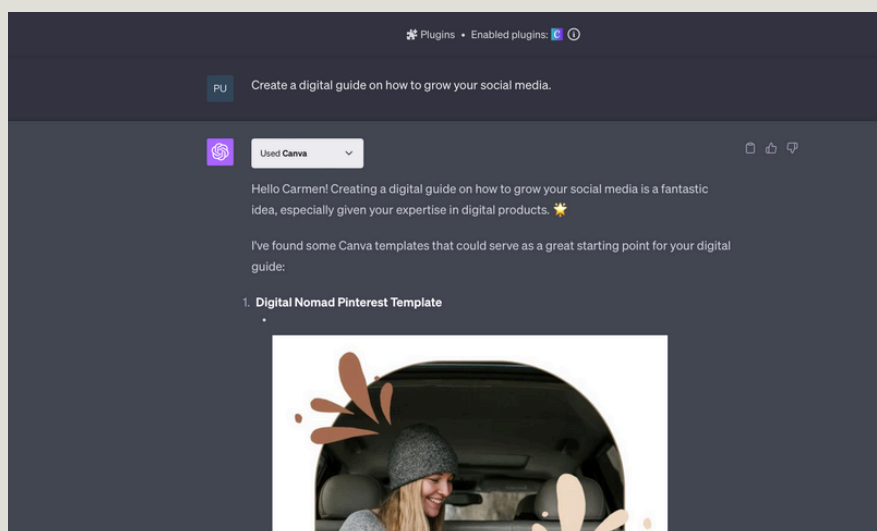 Plugins • Enabled plugins: C
PU
Create a digital guide on how to grow your social media.
Used Canva
Hello Carmen! Creating a digital guide on how to grow your social media is a fantastic
idea, especially given your expertise in digital products. 🌟
I've found some Canva templates that could serve as a great starting point for your digital
guide:
1. Digital Nomad Pinterest Template